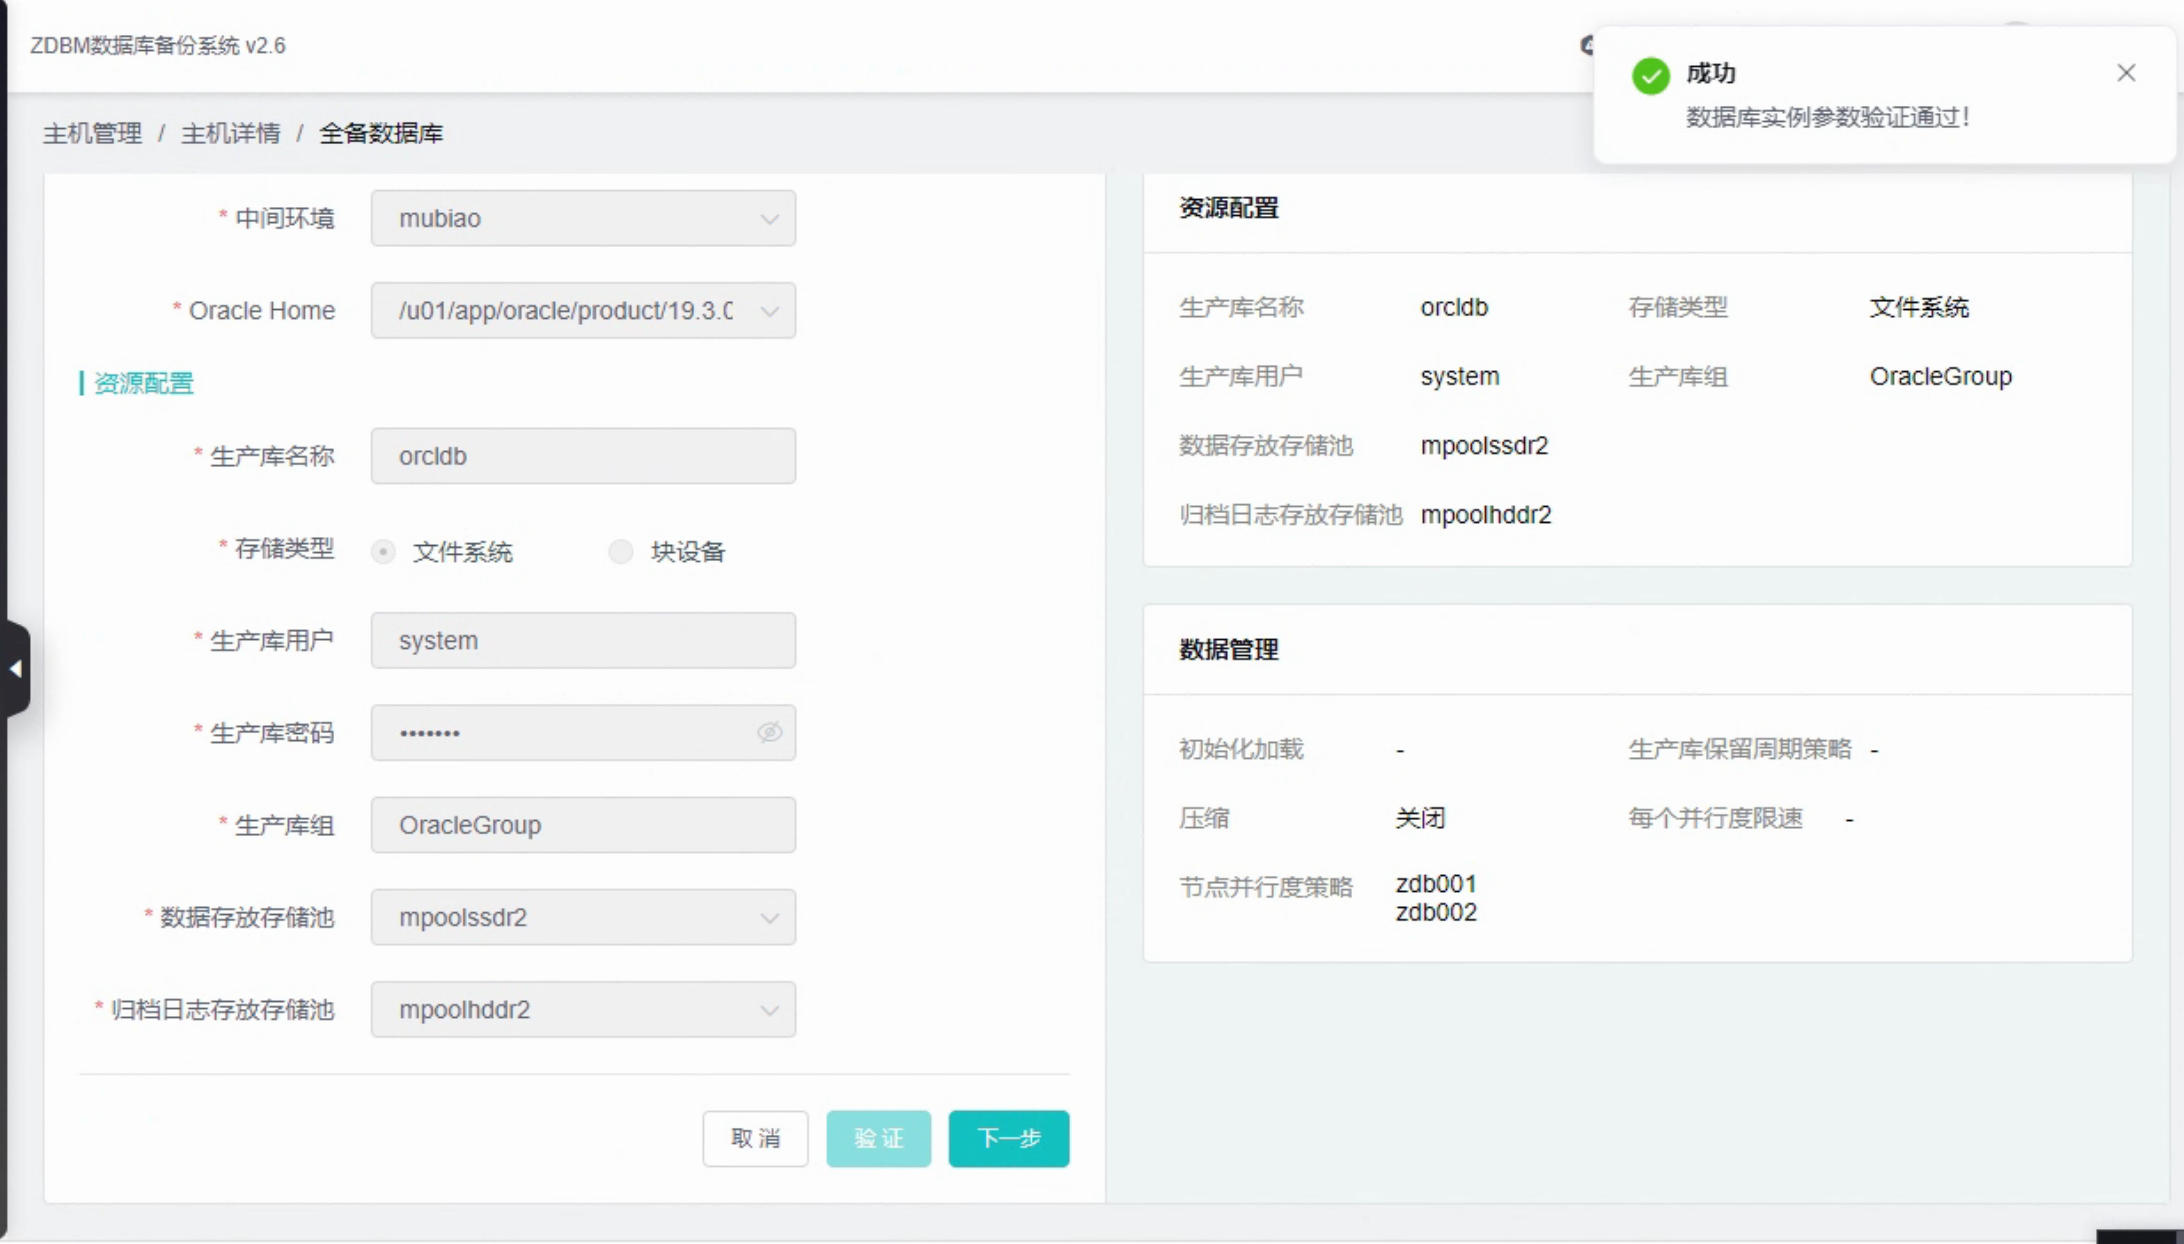 ZDBM数据库备份系统 v2.6
成功
数据库实例参数验证通过！
主机管理 / 主机详情 / 全备数据库
* 中间环境 mubiao
* Oracle Home /u01/app/oracle/product/19.3.0
资源配置
* 生产库名称 orcldb
* 存储类型 文件系统 块设备
* 生产库用户 system
* 生产库密码 •••••••
* 生产库组 OracleGroup
* 数据存放存储池 mpoolssdr2
* 归档日志存放存储池 mpoolhddr2
取 消 验 证 下一步
资源配置
生产库名称 orcldb 存储类型 文件系统
生产库用户 system 生产库组 OracleGroup
数据存放存储池 mpoolssdr2
归档日志存放存储池 mpoolhddr2
数据管理
初始化加载 - 生产库保留周期策略 -
压缩 关闭 每个并行度限速 -
节点并行度策略 zdb001
zdb002